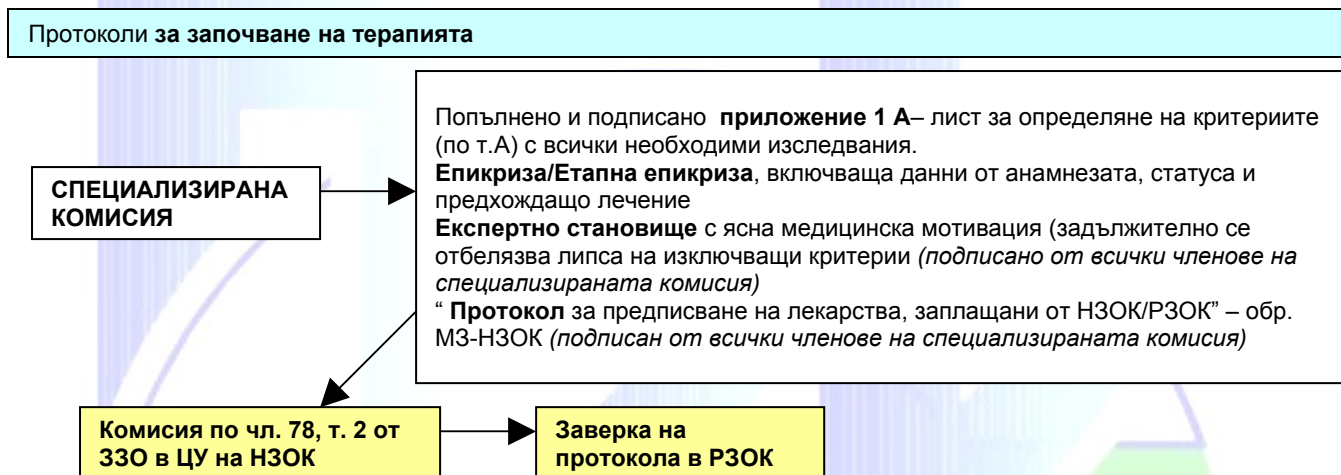 Протоколи за започване на терапията
СПЕЦИАЛИЗИРАНА
КОМИСИЯ
Попълнено и подписано приложение 1 А– лист за определяне на критериите
(по т.А) с всички необходими изследвания.
Епикриза/Етапна епикриза, включваща данни от анамнезата, статуса и
предхождащо лечение
Експертно становище с ясна медицинска мотивация (задължително се
отбелязва липса на изключващи критерии (подписано от всички членове на
специализираната комисия)
“ Протокол за предписване на лекарства, заплащани от НЗОК/РЗОК” – обр.
МЗ-НЗОК (подписан от всички членове на специализираната комисия)
Комисия по чл. 78, т. 2 от
ЗЗО в ЦУ на НЗОК
Заверка на
протокола в РЗОК